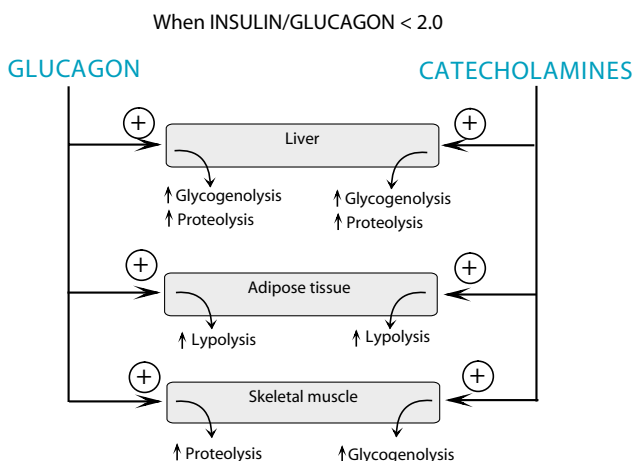 When INSULIN/GLUCAGON < 2.0
GLUCAGON
CATECHOLAMINES
+
+
Liver
↑ Glycogenolysis
↑ Proteolysis
↑ Glycogenolysis
↑ Proteolysis
+
+
Adipose tissue
↑ Lypolysis
↑ Lypolysis
+
+
Skeletal muscle
↑ Proteolysis
↑ Glycogenolysis